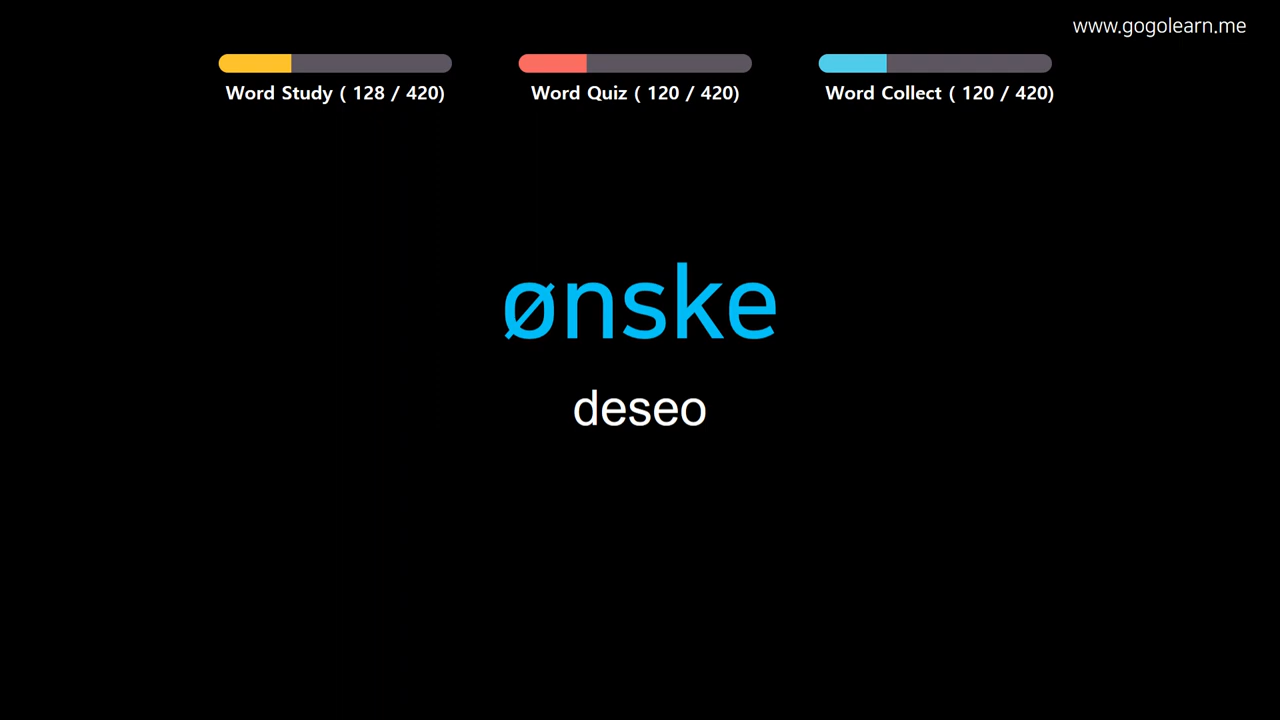 www.gogolearn.me
Word Study ( 128 / 420)
Word Quiz ( 120 / 420)
Word Collect ( 120 / 420)
ønske
deseo